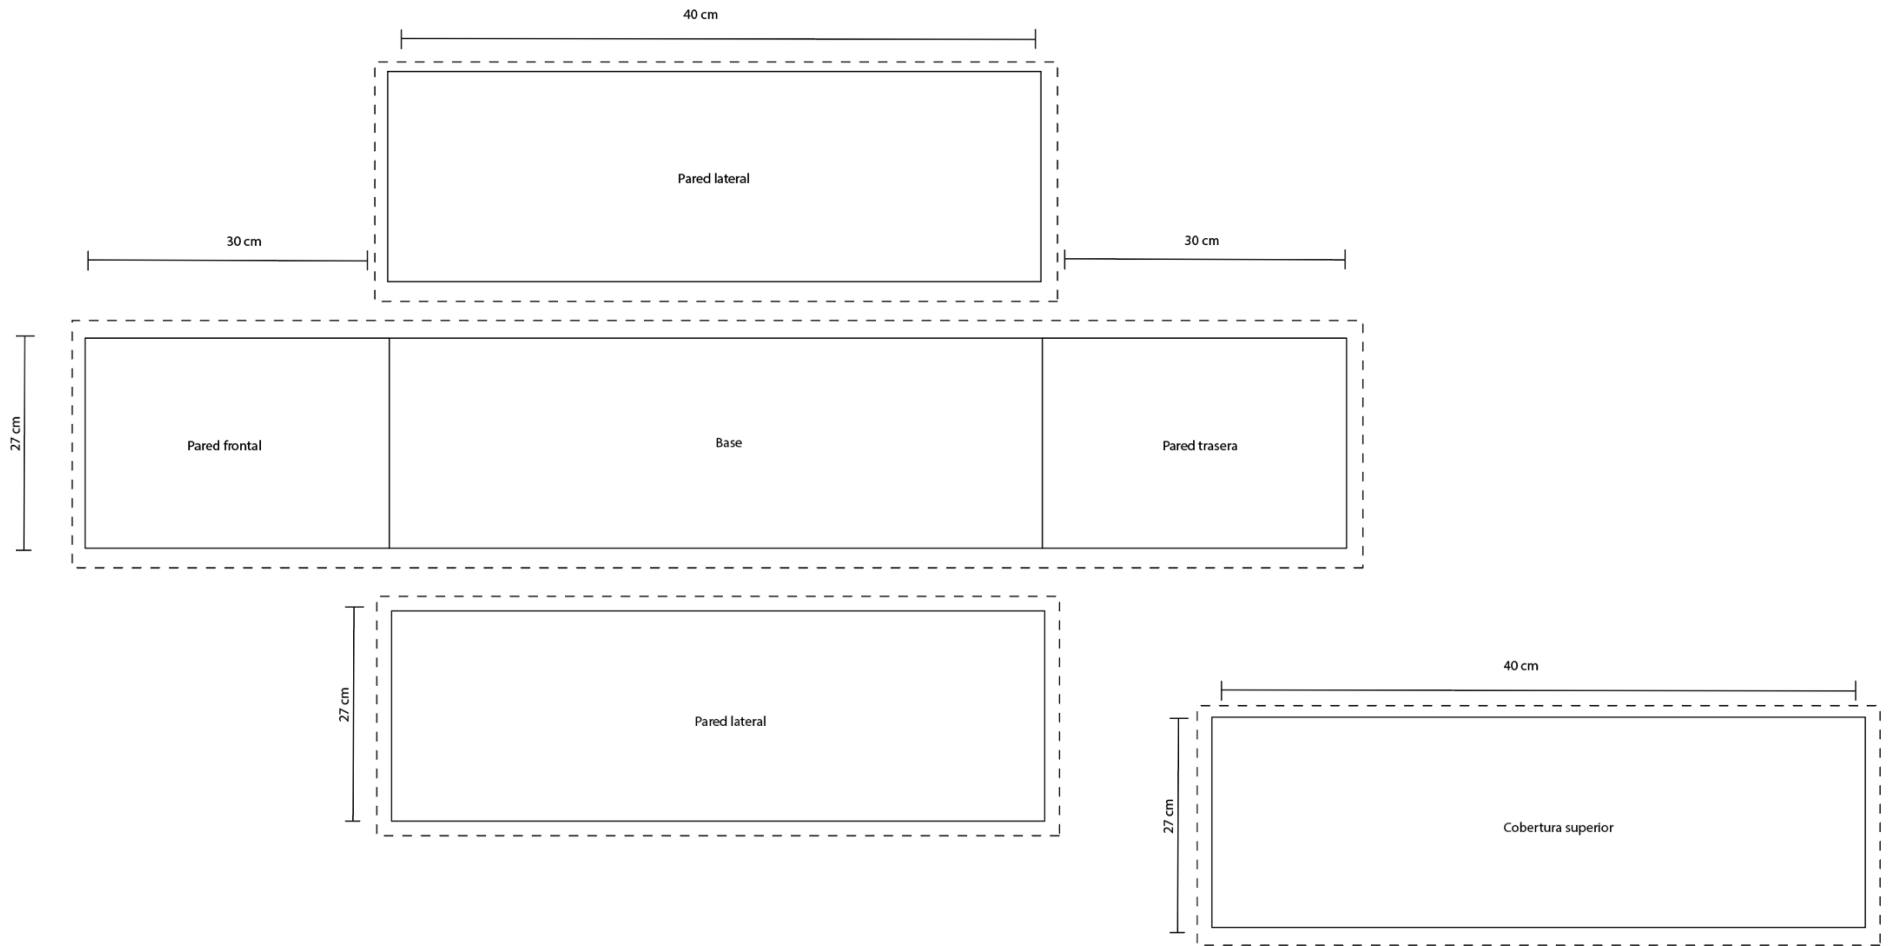 40 cm
Pared lateral
30 cm
30 cm
27 cm
Pared frontal
Base
Pared trasera
27 cm
Pared lateral
40 cm
27 cm
Cobertura superior